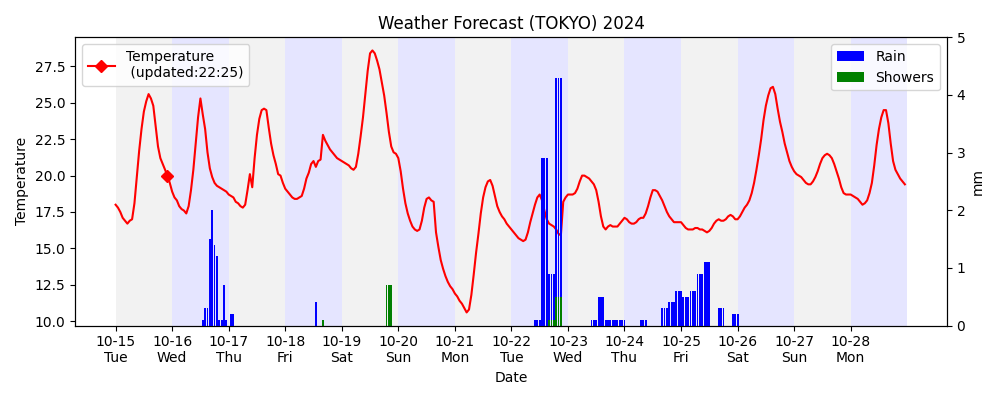 Weather Forecast (TOKYO) 2024
Temperature
(updated:22:25)
Rain
Showers
Temperature
27.5
25.0
22.5
20.0
17.5
15.0
12.5
10.0
5
4
3
2
1
0
mm
10-15 10-16 10-17 10-18 10-19 10-20 10-21 10-22 10-23 10-24 10-25 10-26 10-27 10-28
Tue Wed Thu Fri Sat Sun Mon Tue Wed Thu Fri Sat Sun Mon
Date